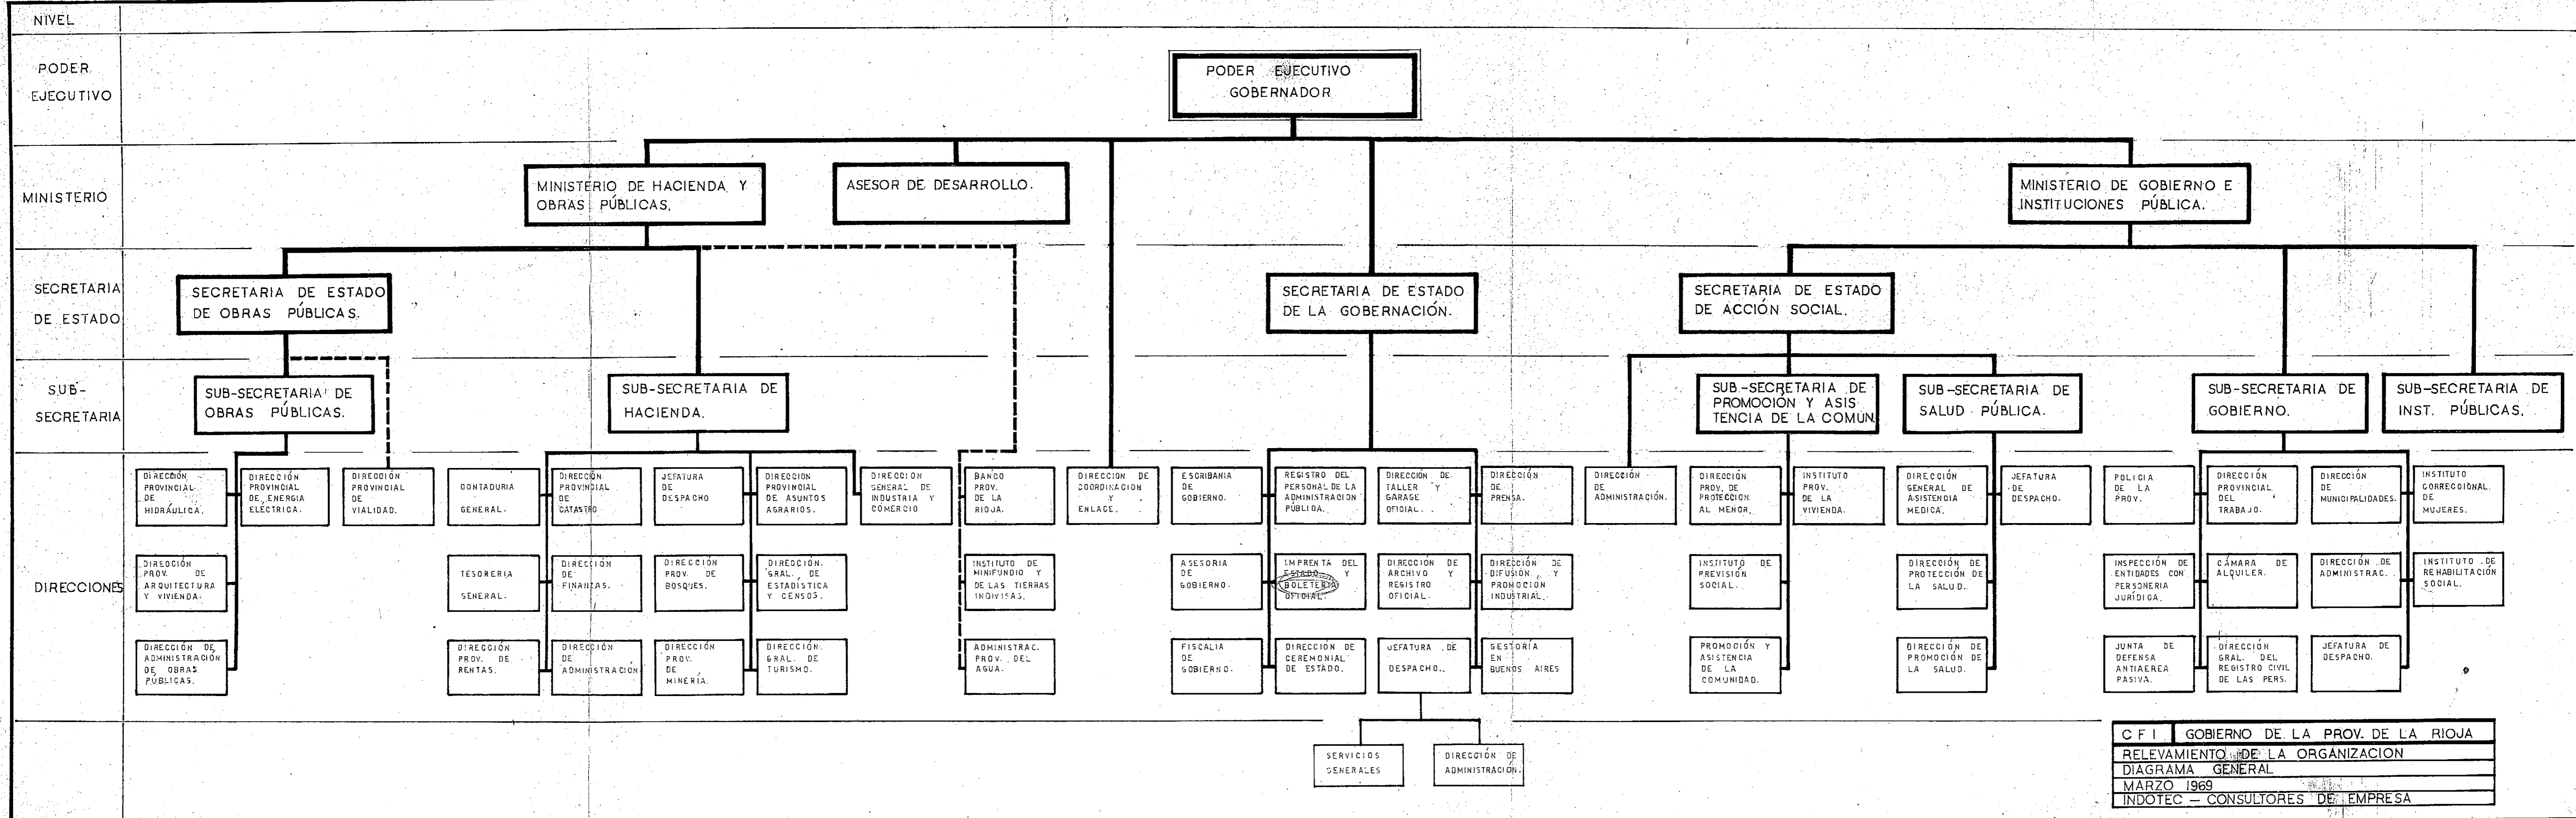 NIVEL
PODER
EJECUTIVO
PODER EJECUTIVO
GOBERNADOR
MINISTERIO
MINISTERIO DE HACIENDA Y
OBRAS PÚBLICAS.
ASESOR DE DESARROLLO.
MINISTERIO DE GOBIERNO E
INSTITUCIONES PÚBLICA.
SECRETARIA
DE ESTADO
SECRETARIA DE ESTADO
DE OBRAS PÚBLICAS.
SECRETARIA DE ESTADO
DE LA GOBERNACIÓN.
SECRETARIA DE ESTADO
DE ACCIÓN SOCIAL.
SUB-
SECRETARIA
SUB-SECRETARIA DE
OBRAS PÚBLICAS.
SUB-SECRETARIA DE
HACIENDA.
SUB-SECRETARIA DE
PROMOCIÓN Y ASIS
TENCIA DE LA COMUN.
SUB-SECRETARIA DE
SALUD PÚBLICA.
SUB-SECRETARIA DE
GOBIERNO.
SUB-SECRETARIA DE
INST. PÚBLICAS.
DIRECCIONES
DIRECCIÓN
PROVINCIAL
DE
HIDRÁULICA.
DIRECCIÓN
PROVINCIAL
DE ENERGIA
ELÉCTRICA.
DIRECCIÓN
PROVINCIAL
DE
VIALIDAD.
CONTADURIA
GENERAL.
DIRECCIÓN
PROVINCIAL
DE
CATASTRO
JEFATURA
DE
DESPACHO
DIRECCION
PROVINCIAL
DE ASUNTOS
AGRARIOS.
DIRECCIÓN
GENERAL DE
INDUSTRIA Y
COMERCIO
BANCO
PROV.
DE LA
RIOJA.
DIRECCION DE
COORDINACION
Y
ENLACE.
ESCRIBANIA
DE
GOBIERNO.
REGISTRO DEL
PERSONAL DE LA
ADMINISTRACION
PÚBLICA.
DIRECCIÓN DE
TALLER Y
GARAGE
OFICIAL.
DIRECCIÓN
DE
PRENSA.
DIRECCIÓN
DE
ADMINISTRACIÓN.
DIRECCIÓN
PROV. DE
PROTECCION
AL MENOR.
INSTITUTO
PROV.
DE LA
VIVIENDA.
DIRECCIÓN
GENERAL DE
ASISTENCIA
MEDICA.
JEFATURA
DE
DESPACHO.
POLICIA
DE LA
PROV.
DIRECCIÓN
PROVINCIAL
DEL
TRABAJO.
DIRECCIÓN
DE
MUNICIPALIDADES.
INSTITUTO
CORRECCIONAL
DE
MUJERES.
DIRECCIÓN
PROV. DE
ARQUITECTURA
Y VIVIENDA.
TESORERIA
GENERAL.
DIRECCIÓN
DE
FINANZAS.
DIRECCIÓN
PROV. DE
BOSQUES.
DIRECCIÓN.
GRAL. DE
ESTADÍSTICA
Y CENSOS.
INSTITUTO DE
MINIFUNDIO Y
DE LAS TIERRAS
INDIVISAS.
ASESORIA
DE
GOBIERNO.
IMPRENTA DEL
ESTADO Y
BOLETERIA
OFICIAL.
DIRECCIÓN DE
ARCHIVO Y
REGISTRO
OFICIAL.
DIRECCIÓN DE
DIFUSIÓN Y
PROMOCIÓN
INDUSTRIAL.
INSTITUTO DE
PREVISIÓN
SOCIAL.
DIRECCIÓN DE
PROTECCIÓN DE
LA SALUD.
INSPECCIÓN DE
ENTIDADES CON
PERSONERIA
JURÍDICA.
CÁMARA DE
ALQUILER.
DIRECCIÓN DE
ADMINISTRAC.
INSTITUTO DE
REHABILITACIÓN
SOCIAL.
DIRECCIÓN DE
ADMINISTRACIÓN
DE OBRAS
PÚBLICAS.
DIRECCIÓN
PROV. DE
RENTAS.
DIRECCIÓN
DE
ADMINISTRACIÓN
DIRECCIÓN
PROV.
DE
MINERÍA.
DIRECCIÓN.
GRAL. DE
TURISMO.
ADMINISTRAC.
PROV. DEL
AGUA.
FISCALIA
DE
GOBIERNO.
DIRECCIÓN DE
CEREMONIAL
DE ESTADO.
JEFATURA DE
DESPACHO.
GESTORÍA
EN
BUENOS AIRES
PROMOCIÓN Y
ASISTENCIA
DE LA
COMUNIDAD.
DIRECCIÓN DE
PROMOCIÓN DE
LA SALUD.
JUNTA DE
DEFENSA
ANTIAEREA
PASIVA.
DIRECCIÓN
GRAL. DEL
REGISTRO CIVIL
DE LAS PERS.
JEFATURA DE
DESPACHO.
SERVICIOS
GENERALES
DIRECCIÓN DE
ADMINISTRACIÓN.
C F I GOBIERNO DE LA PROV. DE LA RIOJA
RELEVAMIENTO DE LA ORGANIZACION
DIAGRAMA GENERAL
MARZO 1969
INDOTEC – CONSULTORES DE EMPRESA